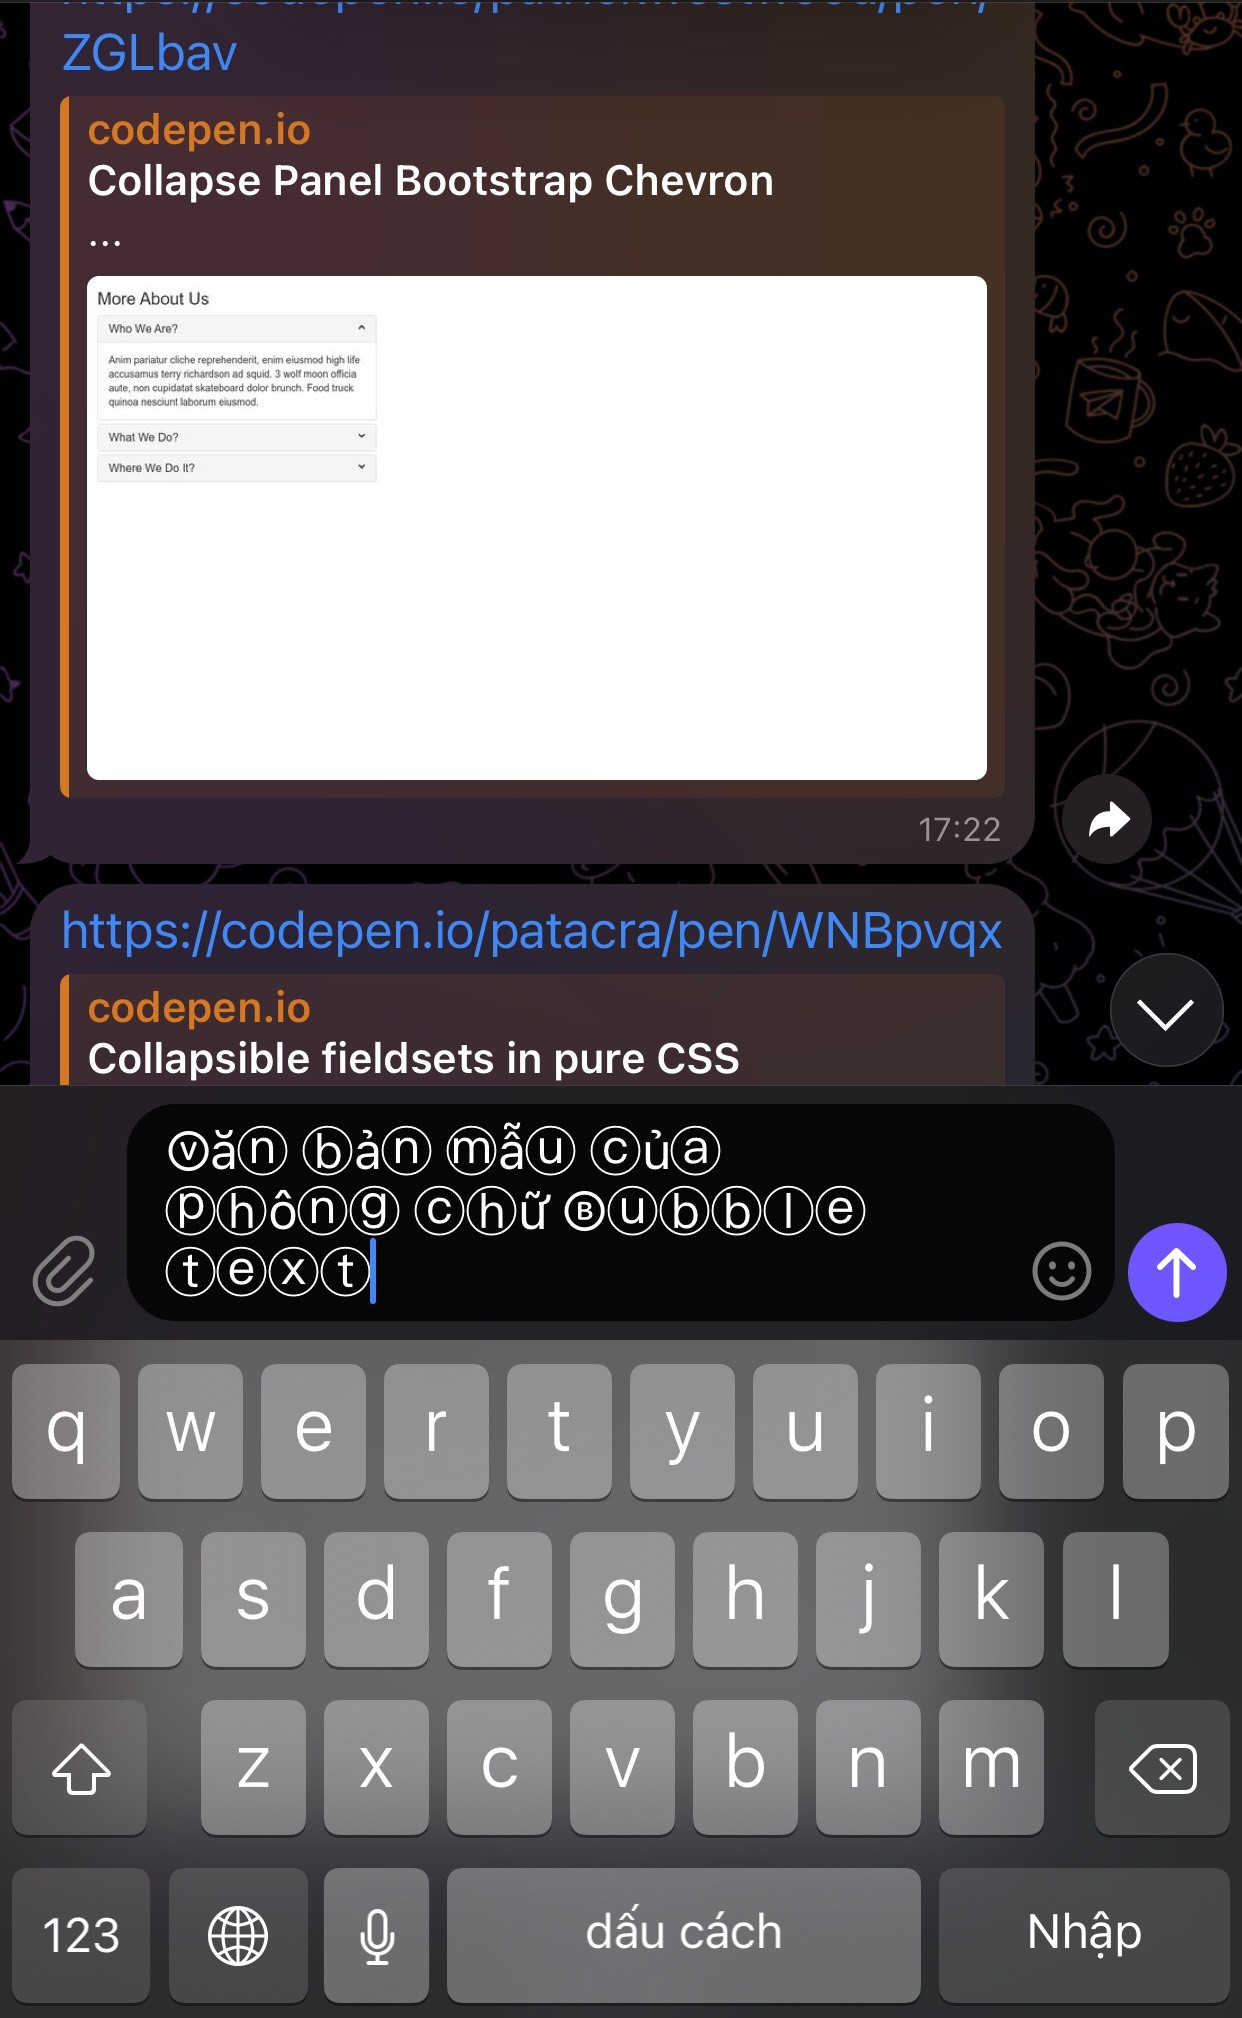 ZGLbav
codepen.io
Collapse Panel Bootstrap Chevron
...
More About Us
Who We Are?
Anim pariatur cliche reprehenderit, enim eiusmod high life
accusamus terry richardson ad squid. 3 wolf moon officia
aute, non cupidatat skateboard dolor brunch. Food truck
quinoa nesciunt laborum eiusmod.
What We Do?
Where We Do It?
17:22
https://codepen.io/patacra/pen/WNBpvqx
codepen.io
Collapsible fieldsets in pure CSS
Ⓥăⓝ ⓑảⓝ ⓜẫⓤ ⓒủⓐ
ⓟⓗôⓝⓖ ⓒⓗữ Ⓑⓤⓑⓑⓛⓔ
ⓣⓔⓧⓣ
q w e r t y u i o p
a s d f g h j k l
z x c v b n m
123 dấu cách Nhập